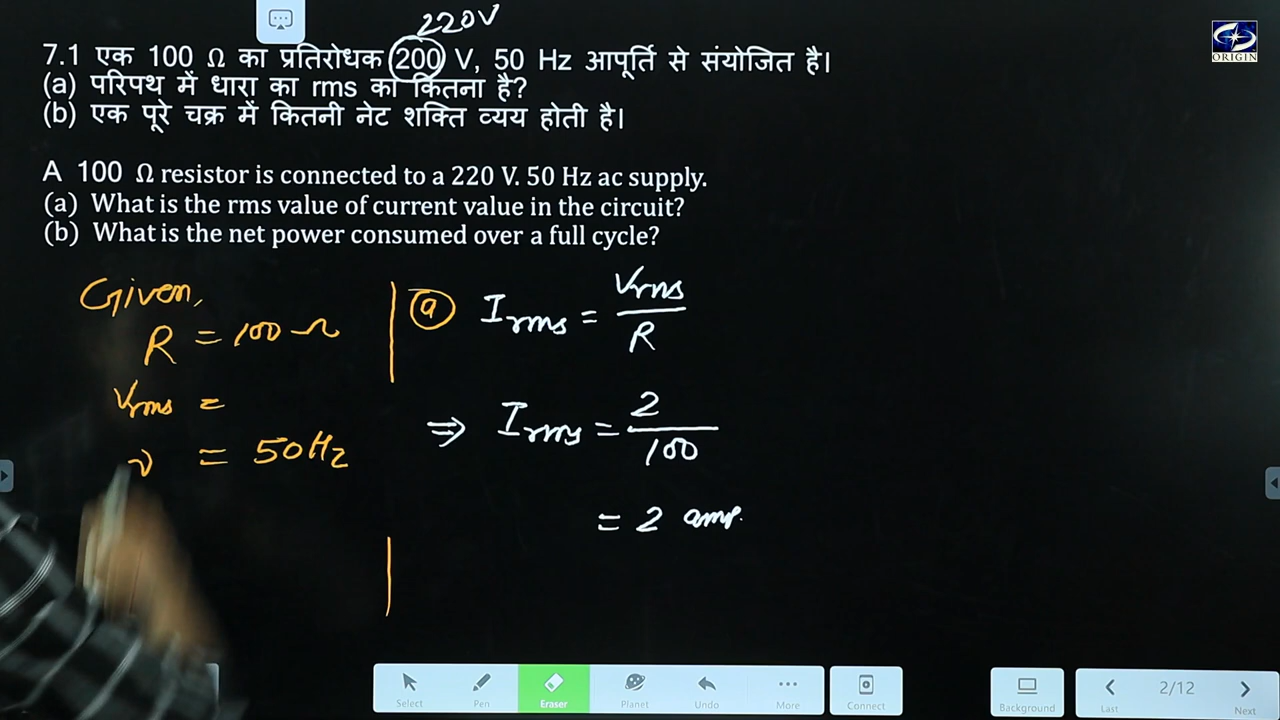 220V
7.1 एक 100 Ω का प्रतिरोधक 200 V, 50 Hz आपूर्ति से संयोजित है।
(a) परिपथ में धारा का rms का कितना है?
(b) एक पूरे चक्र में कितनी नेट शक्ति व्यय होती है।
A 100 Ω resistor is connected to a 220 V. 50 Hz ac supply.
(a) What is the rms value of current value in the circuit?
(b) What is the net power consumed over a full cycle?
Given,
R = 100 Ω
Vrms =
ν = 50Hz
(a) Irms = Vrms / R
⇒ Irms = 2 / 100
= 2 amp.
ORIGIN
Select Pen Eraser Planet Undo More Connect Background Last 2/12 Next